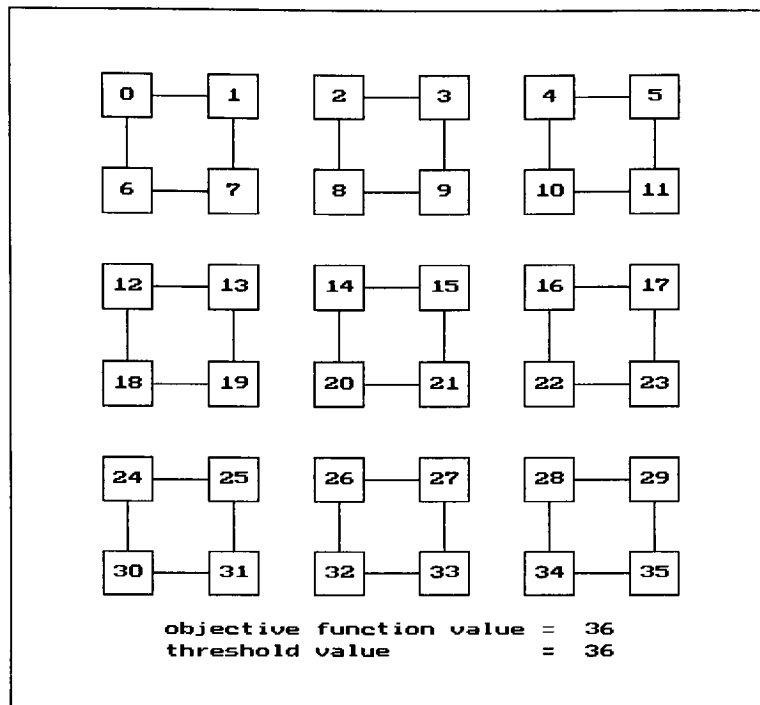 0 1 2 3 4 5
6 7 8 9 10 11
12 13 14 15 16 17
18 19 20 21 22 23
24 25 26 27 28 29
30 31 32 33 34 35
objective function value = 36
threshold value = 36